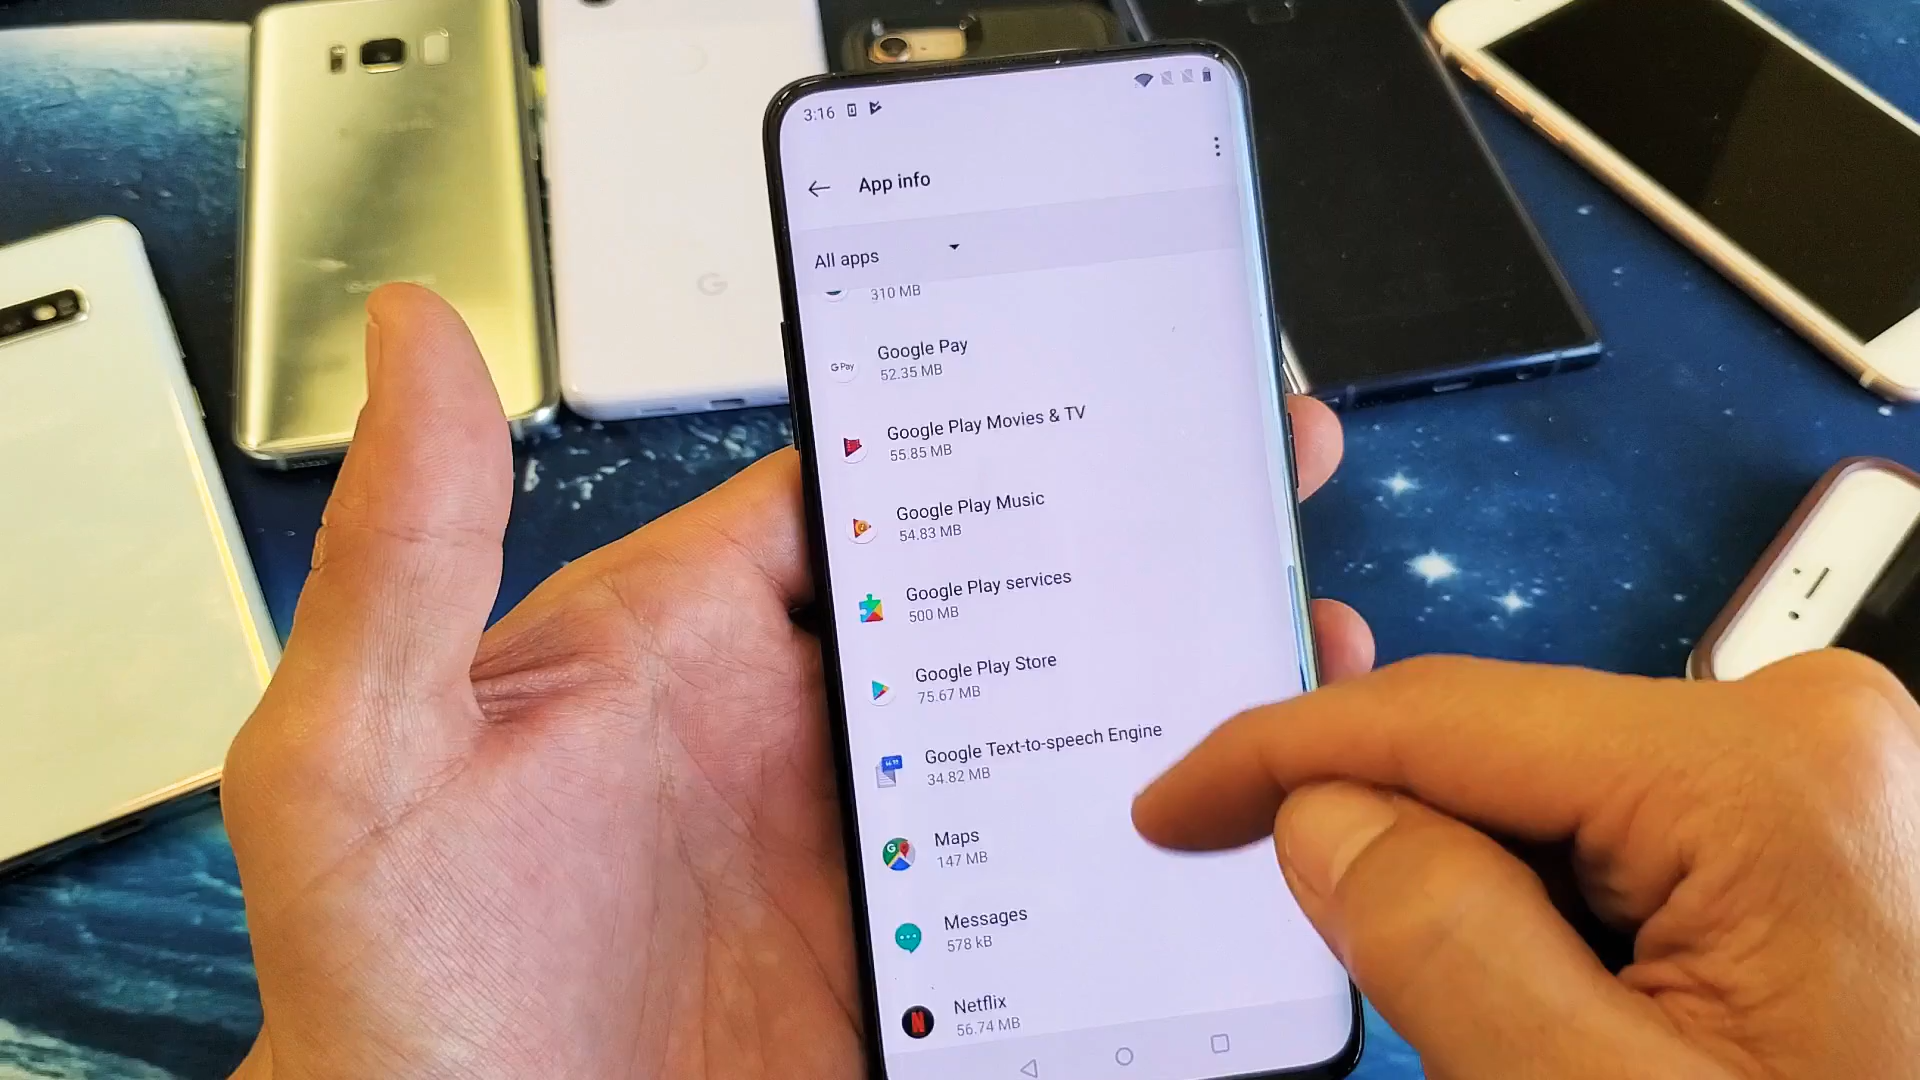 3:16
App info
All apps
310 MB
G Pay
Google Pay
52.35 MB
Google Play Movies & TV
55.85 MB
Google Play Music
54.83 MB
Google Play services
500 MB
Google Play Store
75.67 MB
Google Text-to-speech Engine
34.82 MB
Maps
147 MB
Messages
578 kB
N
Netflix
56.74 MB
G